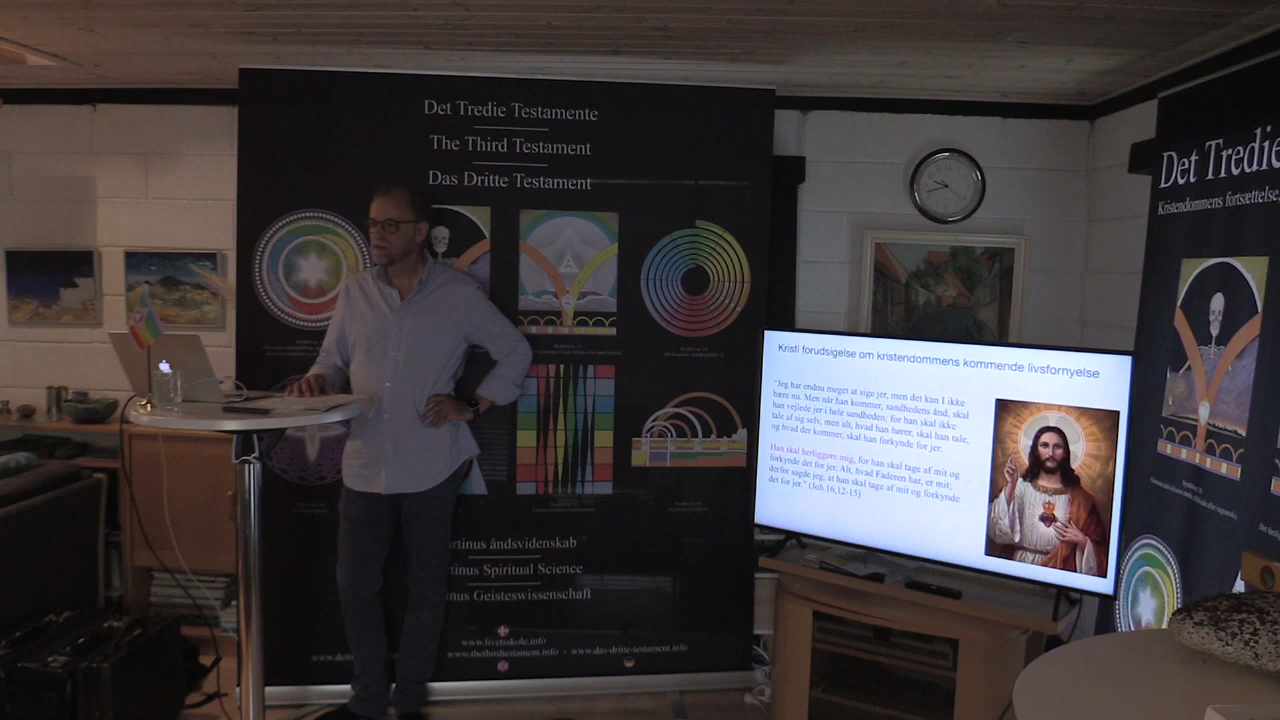 Det Tredie Testamente
The Third Testament
Das Dritte Testament
rtinus åndsvidenskab
tinus Spiritual Science
nus Geisteswissenschaft
www.livetsskole.info
www.thethirdtestament.info - www.das-dritte-testament.info
Kristi forudsigelse om kristendommens kommende livsfornyelse
"Jeg har endnu meget at sige jer, men det kan I ikke
bære nu. Men når han kommer, sandhedens ånd, skal
han vejlede jer i hele sandheden; for han skal ikke
tale af sig selv, men alt, hvad han hører, skal han tale,
og hvad der kommer, skal han forkynde for jer.
Han skal herliggøre mig, for han skal tage af mit og
forkynde det for jer. Alt, hvad Faderen har, er mit;
derfor sagde jeg, at han skal tage af mit og forkynde
det for jer." (Joh 16,12-15)
Det Tredie
Kristendommens fortsættelse,